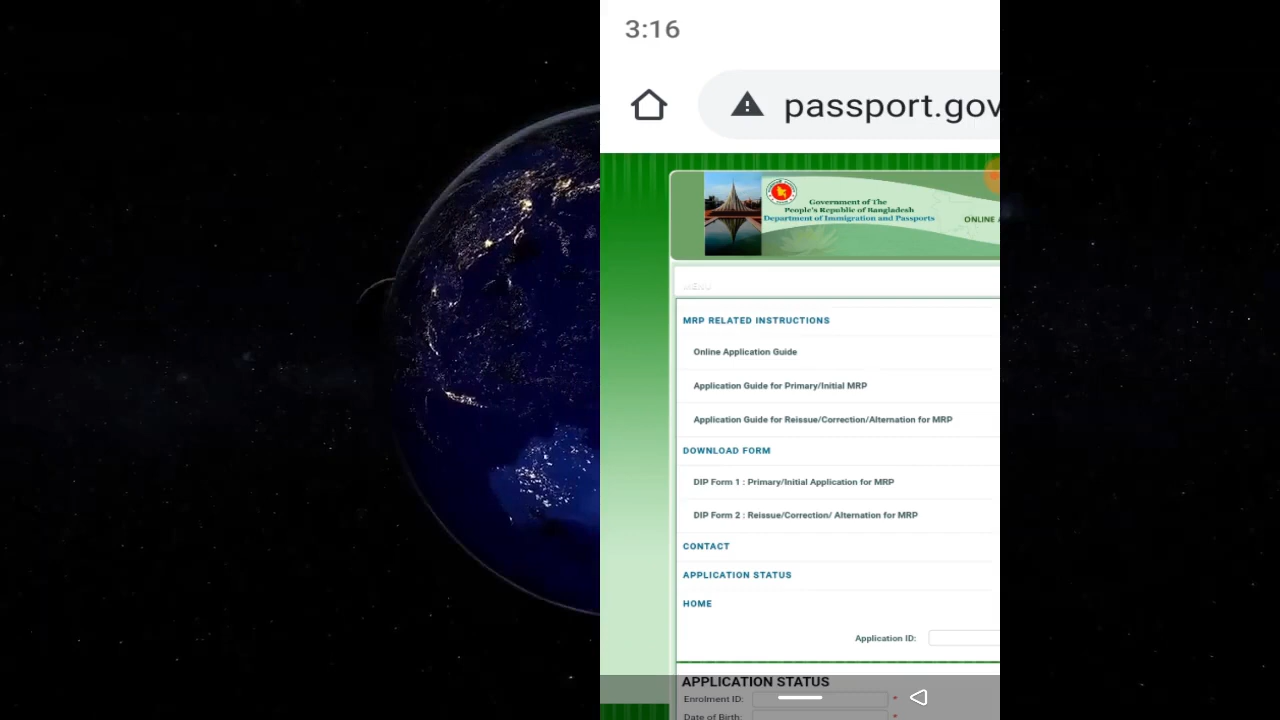 3:16
passport.gov
Government of The
People's Republic of Bangladesh
Department of Immigration and Passports
ONLINE A
MENU
MRP RELATED INSTRUCTIONS
Online Application Guide
Application Guide for Primary/Initial MRP
Application Guide for Reissue/Correction/Alternation for MRP
DOWNLOAD FORM
DIP Form 1 : Primary/Initial Application for MRP
DIP Form 2 : Reissue/Correction/ Alternation for MRP
CONTACT
APPLICATION STATUS
HOME
Application ID:
APPLICATION STATUS
Enrolment ID: *
Date of Birth: *